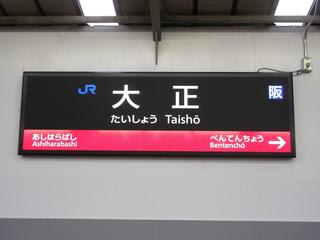 JR 大正 阪
たいしょう Taishō
あしはらばし べんてんちょう
Ashiharabashi Bentenchō →